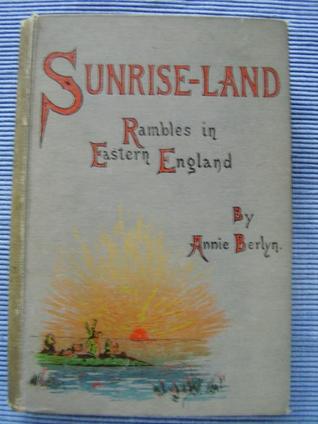 SUNRISE-LAND
Rambles in
Eastern England
By
Annie Berlyn.